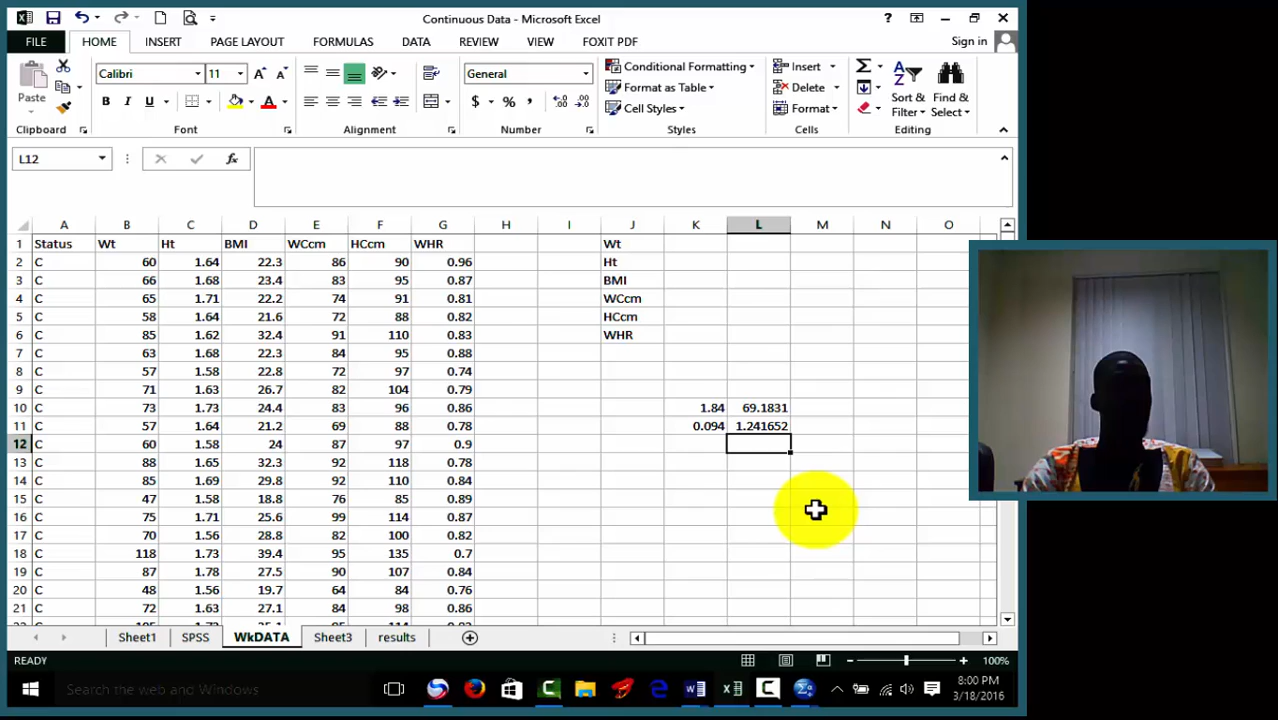 Continuous Data - Microsoft Excel
?
FILE HOME INSERT PAGE LAYOUT FORMULAS DATA REVIEW VIEW FOXIT PDF Sign in
Calibri 11 General Conditional Formatting Insert
Paste B I U $ % , Format as Table Delete Sort & Filter Find & Select
Cell Styles Format
Clipboard Font Alignment Number Styles Cells Editing
L12 fx
A B C D E F G H I J K L M N O
1 Status Wt Ht BMI WCcm HCcm WHR Wt
2 C 60 1.64 22.3 86 90 0.96 Ht
3 C 66 1.68 23.4 83 95 0.87 BMI
4 C 65 1.71 22.2 74 91 0.81 WCcm
5 C 58 1.64 21.6 72 88 0.82 HCcm
6 C 85 1.62 32.4 91 110 0.83 WHR
7 C 63 1.68 22.3 84 95 0.88
8 C 57 1.58 22.8 72 97 0.74
9 C 71 1.63 26.7 82 104 0.79
10 C 73 1.73 24.4 83 96 0.86 1.84 69.1831
11 C 57 1.64 21.2 69 88 0.78 0.094 1.241652
12 C 60 1.58 24 87 97 0.9
13 C 88 1.65 32.3 92 118 0.78
14 C 85 1.69 29.8 92 110 0.84
15 C 47 1.58 18.8 76 85 0.89
16 C 75 1.71 25.6 99 114 0.87
17 C 70 1.56 28.8 82 100 0.82
18 C 118 1.73 39.4 95 135 0.7
19 C 87 1.78 27.5 90 107 0.84
20 C 48 1.56 19.7 64 84 0.76
21 C 72 1.63 27.1 84 98 0.86
Sheet1 SPSS WkDATA Sheet3 results
READY 100%
Search the web and Windows 8:00 PM
3/18/2016